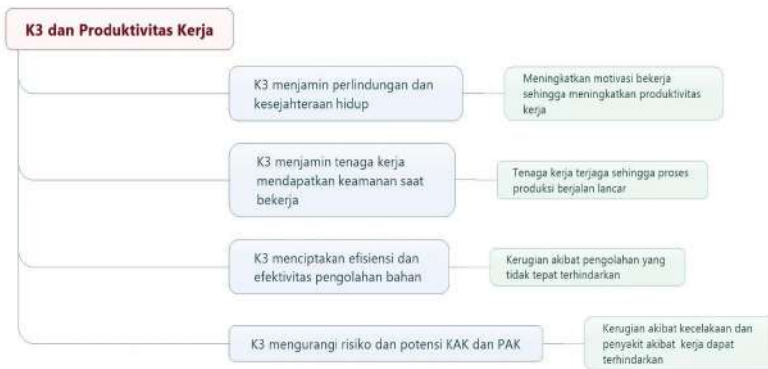 K3 dan Produktivitas Kerja
K3 menjamin perlindungan dan
kesejahteraan hidup
Meningkatkan motivasi bekerja
sehingga meningkatkan produktivitas
kerja
K3 menjamin tenaga kerja
mendapatkan keamanan saat
bekerja
Tenaga kerja terjaga sehingga proses
produksi berjalan lancar
K3 menciptakan efisiensi dan
efektivitas pengolahan bahan
Kerugian akibat pengolahan yang
tidak tepat terhindarkan
K3 mengurangi risiko dan potensi KAK dan PAK
Kerugian akibat kecelakaan dan
penyakit akibat kerja dapat
terhindarkan